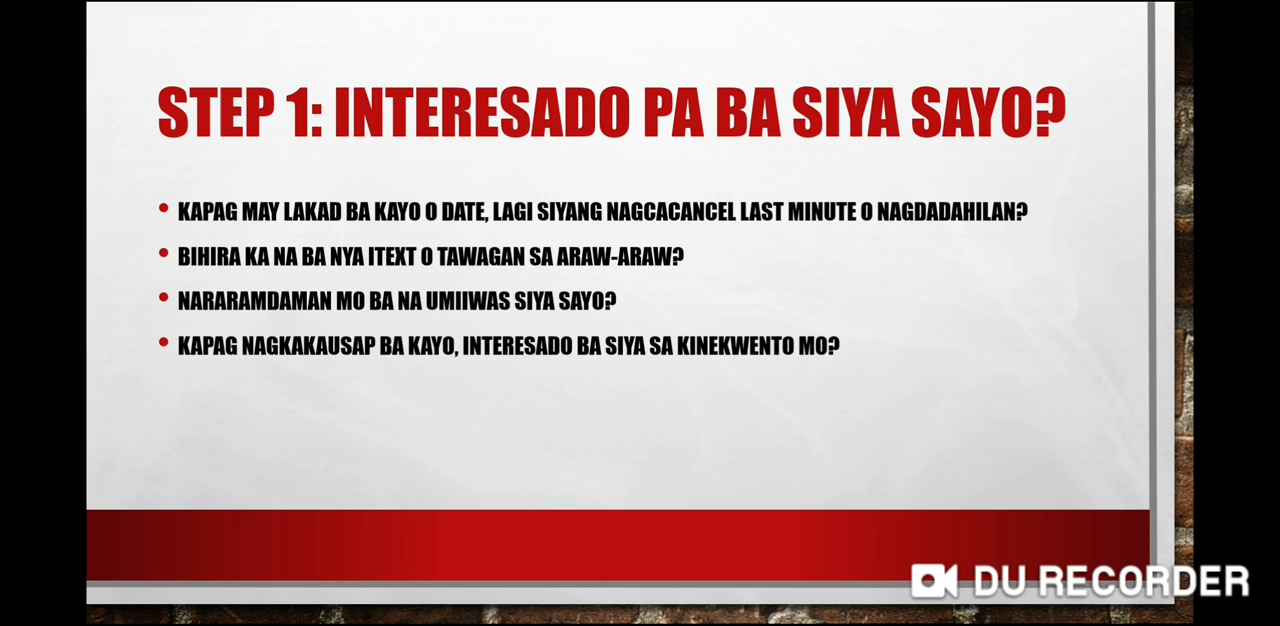 STEP 1: INTERESADO PA BA SIYA SAYO?
KAPAG MAY LAKAD BA KAYO O DATE, LAGI SIYANG NAGCACANCEL LAST MINUTE O NAGDADAHILAN?
BIHIRA KA NA BA NYA ITEXT O TAWAGAN SA ARAW-ARAW?
NARARAMDAMAN MO BA NA UMIIWAS SIYA SAYO?
KAPAG NAGKAKAUSAP BA KAYO, INTERESADO BA SIYA SA KINEKWENTO MO?
DU RECORDER